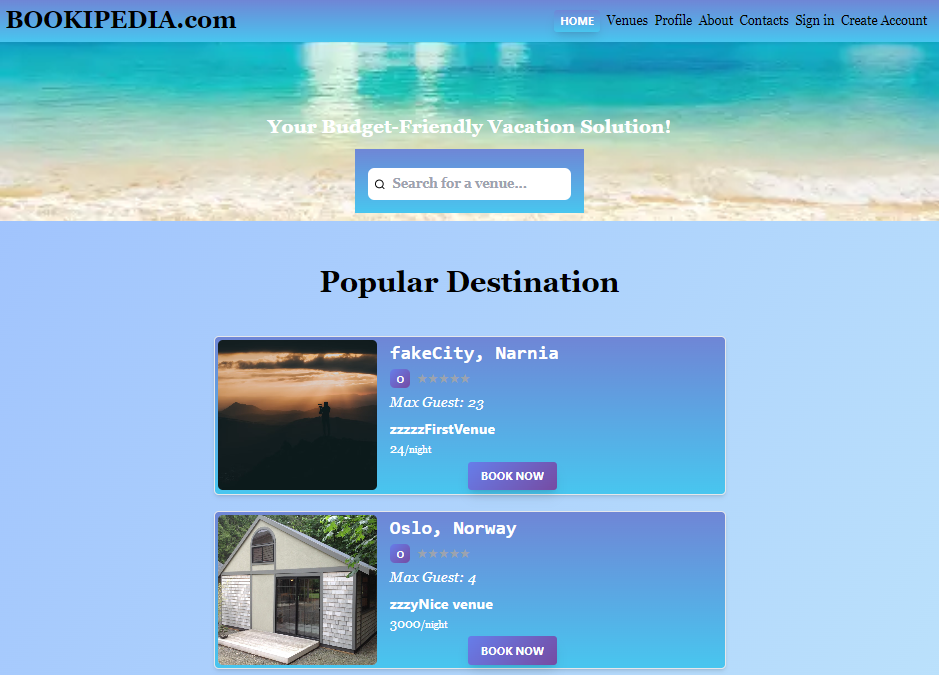 BOOKIPEDIA.com
HOME Venues Profile About Contacts Sign in Create Account
Your Budget-Friendly Vacation Solution!
Search for a venue...
Popular Destination
fakeCity, Narnia
0
Max Guest: 23
zzzzzFirstVenue
24/night
BOOK NOW
Oslo, Norway
0
Max Guest: 4
zzzyNice venue
3000/night
BOOK NOW